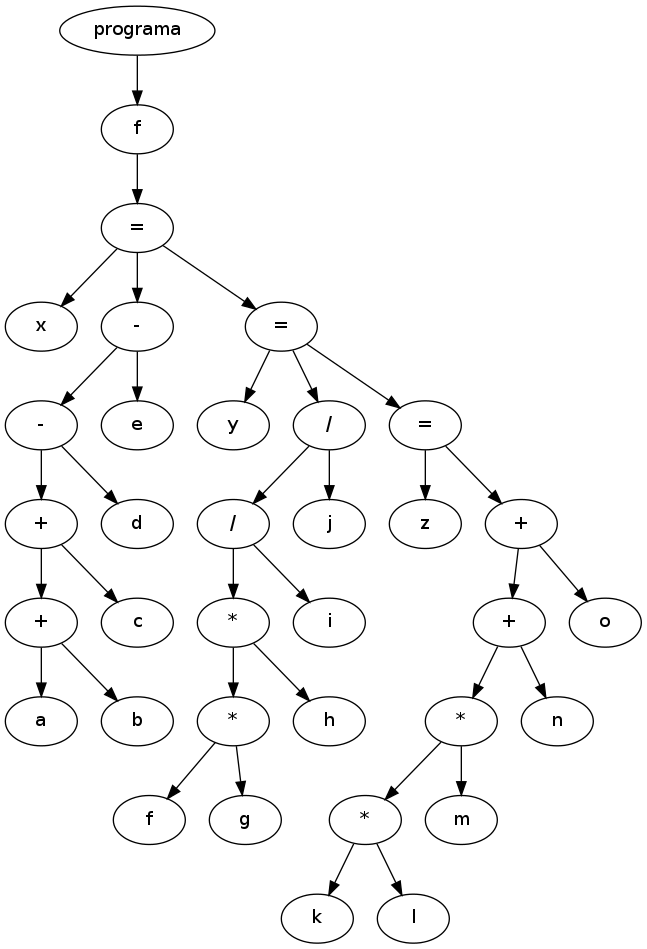 programa
f
=
x - =
- e y / =
+ d / j z +
+ c * i + o
a b * h * n
f g * m
k l